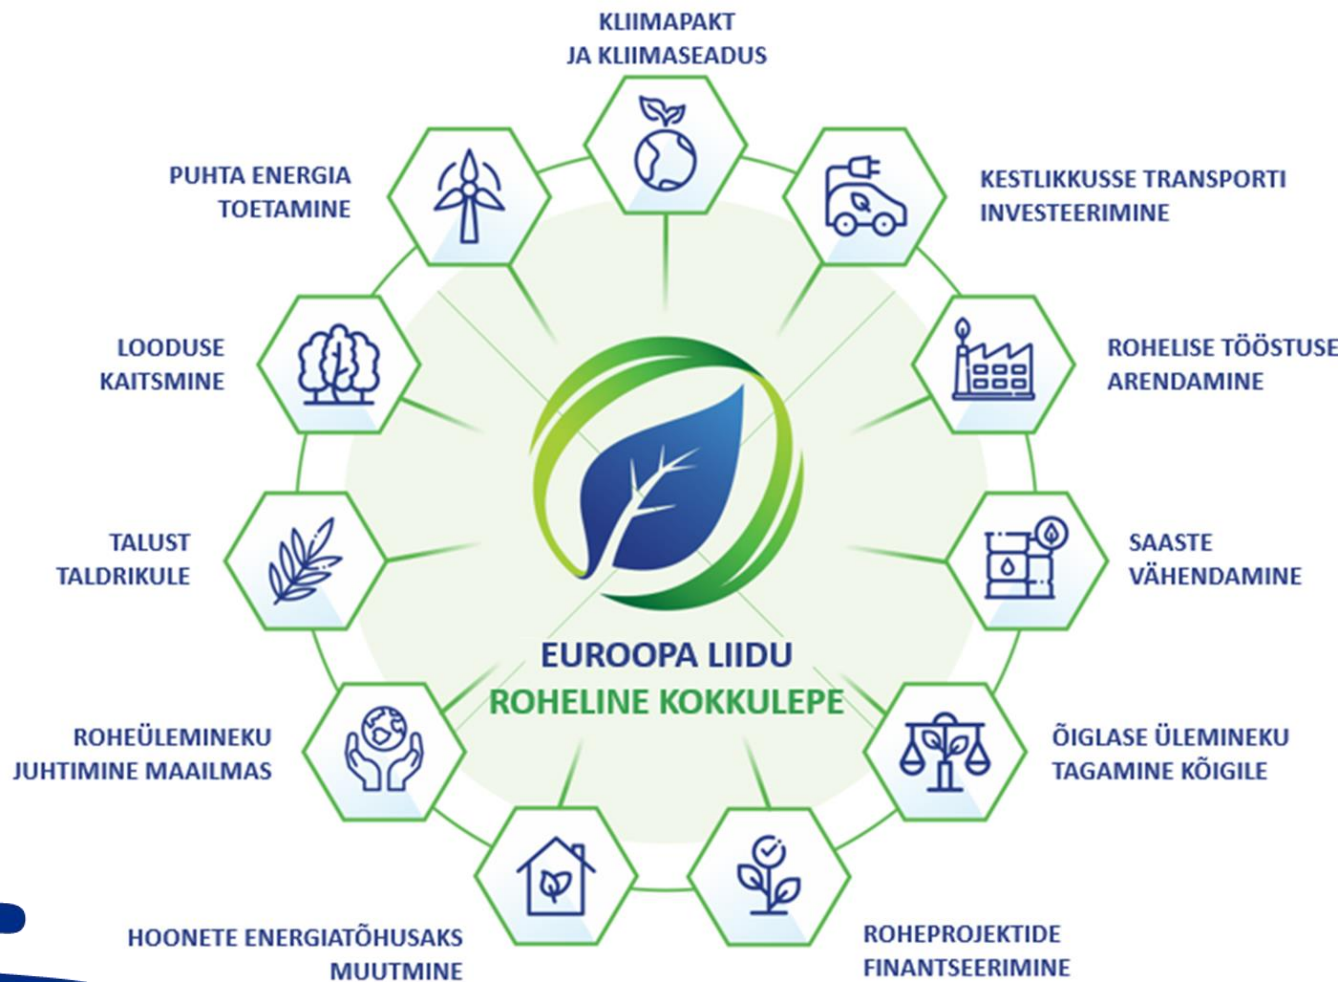 KLIIMAPAKT
JA KLIIMASEADUS
KESTLIKKUSSE TRANSPORTI
INVESTEERIMINE
ROHELISE TÖÖSTUSE
ARENDAMINE
SAASTE
VÄHENDAMINE
ÕIGLASE ÜLEMINEKU
TAGAMINE KÕIGILE
ROHEPROJEKTIDE
FINANTSEERIMINE
HOONETE ENERGIATÕHUSAKS
MUUTMINE
ROHEÜLEMINEKU
JUHTIMINE MAAILMAS
TALUST
TALDRIKULE
LOODUSE
KAITSMINE
PUHTA ENERGIA
TOETAMINE
EUROOPA LIIDU
ROHELINE KOKKULEPE